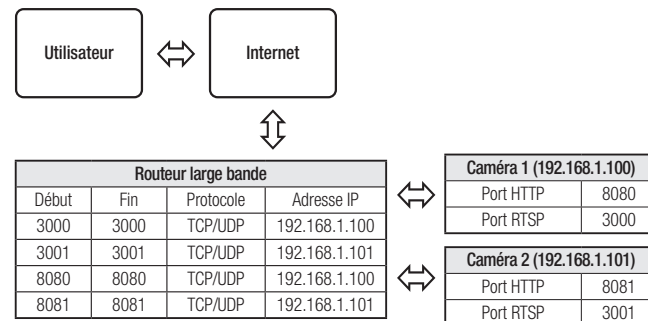 Utilisateur
Internet
Routeur large bande
Début Fin Protocole Adresse IP
3000 3000 TCP/UDP 192.168.1.100
3001 3001 TCP/UDP 192.168.1.101
8080 8080 TCP/UDP 192.168.1.100
8081 8081 TCP/UDP 192.168.1.101
Caméra 1 (192.168.1.100)
Port HTTP 8080
Port RTSP 3000
Caméra 2 (192.168.1.101)
Port HTTP 8081
Port RTSP 3001